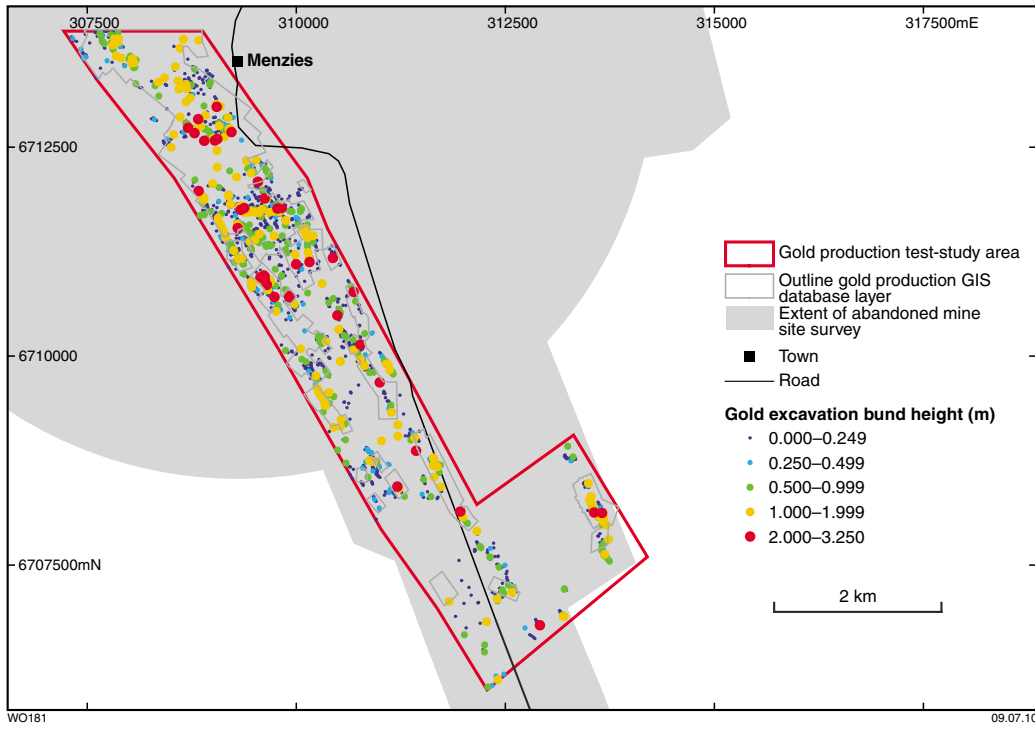 307500
310000
312500
315000
317500mE
Menzies
6712500
6710000
6707500mN
Gold production test-study area
Outline gold production GIS
database layer
Extent of abandoned mine
site survey
Town
Road
Gold excavation bund height (m)
0.000–0.249
0.250–0.499
0.500–0.999
1.000–1.999
2.000–3.250
2 km
WO181
09.07.10